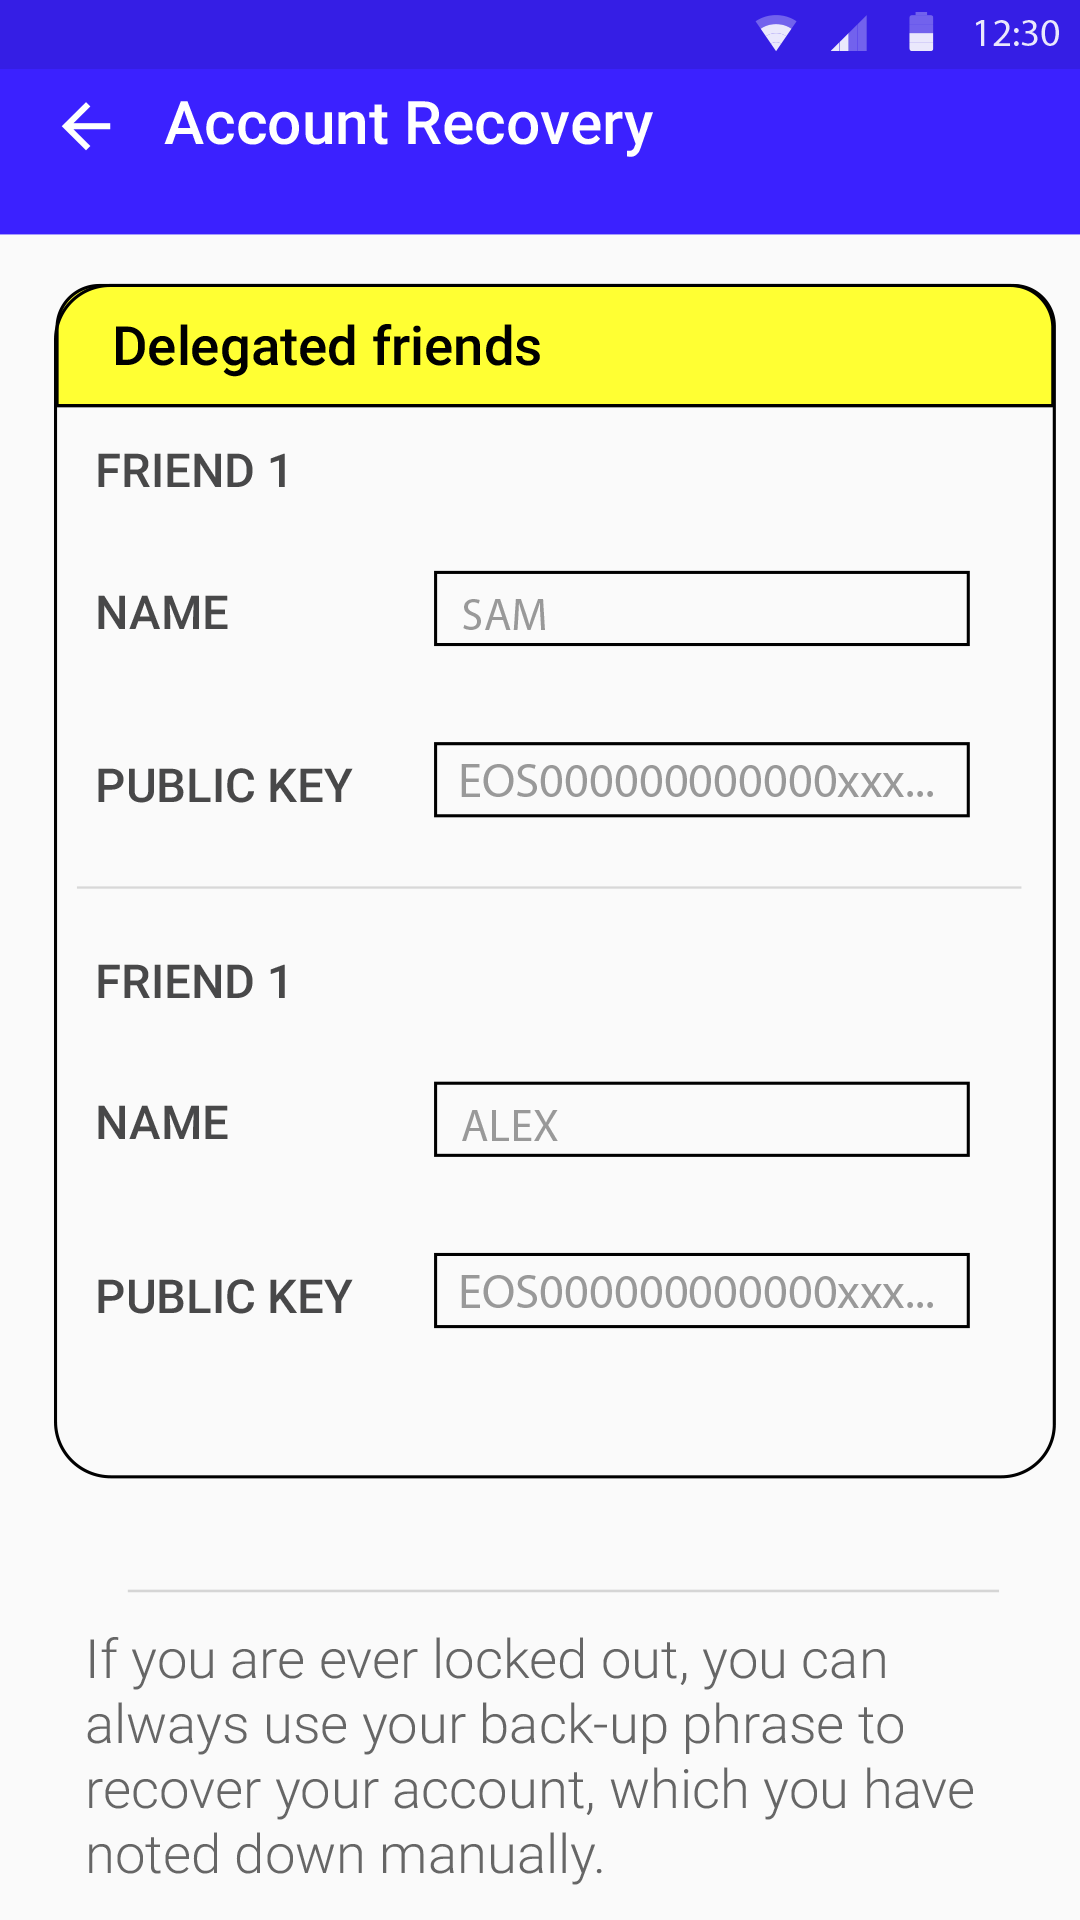 12:30
Account Recovery
Delegated friends
FRIEND 1
NAME
SAM
PUBLIC KEY
EOS000000000000xxx...
FRIEND 1
NAME
ALEX
PUBLIC KEY
EOS000000000000xxx...
If you are ever locked out, you can
always use your back-up phrase to
recover your account, which you have
noted down manually.